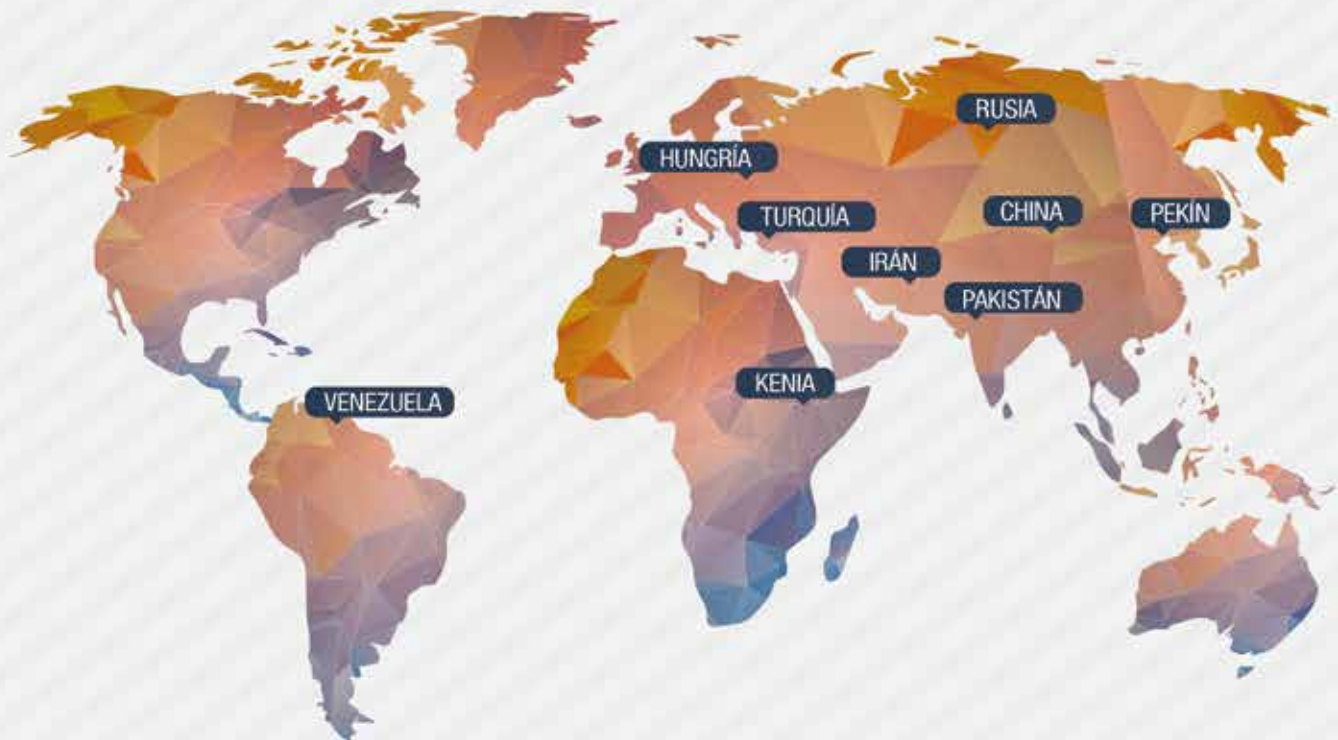 RUSIA
HUNGRÍA
TURQUÍA
CHINA
PEKÍN
IRÁN
PAKISTÁN
KENIA
VENEZUELA